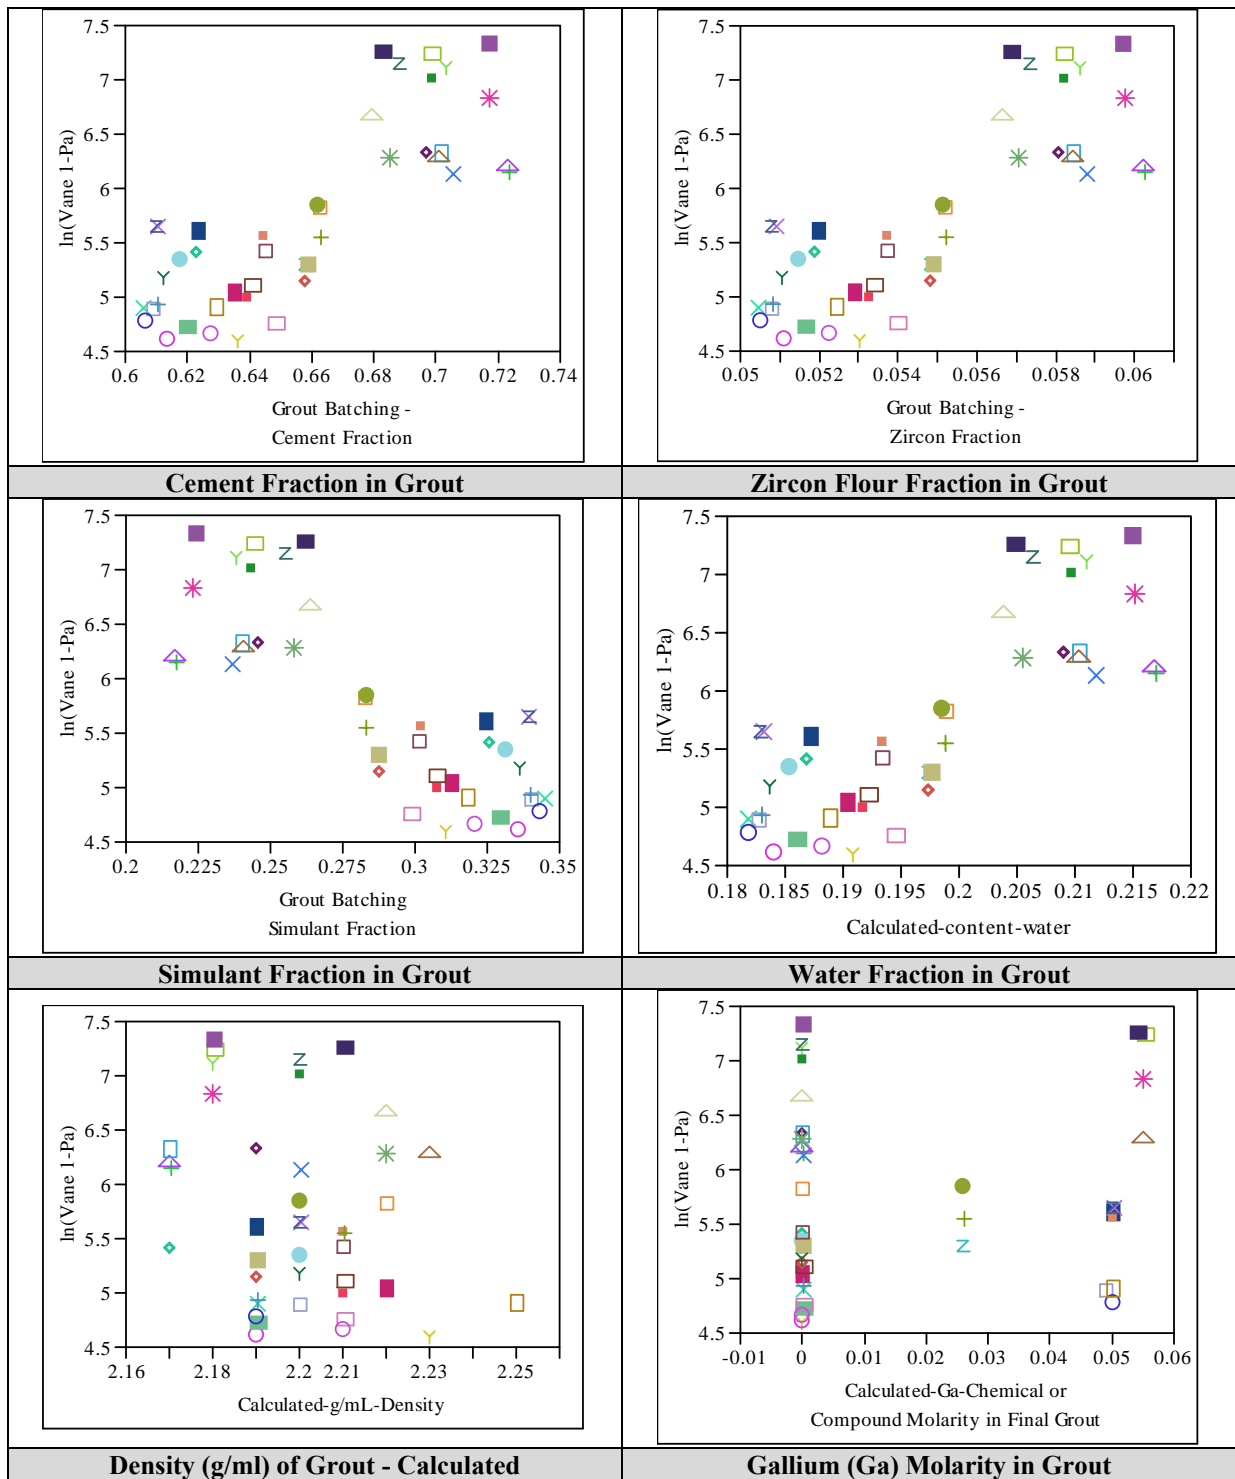 7.5
7
6.5
6
5.5
5
4.5
ln(Vane 1-Pa)
0.6 0.62 0.64 0.66 0.68 0.7 0.72 0.74
Grout Batching -
Cement Fraction
Cement Fraction in Grout
7.5
7
6.5
6
5.5
5
4.5
ln(Vane 1-Pa)
0.05 0.052 0.054 0.056 0.058 0.06
Grout Batching -
Zircon Fraction
Zircon Flour Fraction in Grout
7.5
7
6.5
6
5.5
5
4.5
ln(Vane 1-Pa)
0.2 0.225 0.25 0.275 0.3 0.325 0.35
Grout Batching
Simulant Fraction
Simulant Fraction in Grout
7.5
7
6.5
6
5.5
5
4.5
ln(Vane 1-Pa)
0.18 0.185 0.19 0.195 0.2 0.205 0.21 0.215 0.22
Calculated-content-water
Water Fraction in Grout
7.5
7
6.5
6
5.5
5
4.5
ln(Vane 1-Pa)
2.16 2.18 2.2 2.21 2.23 2.25
Calculated-g/mL-Density
Density (g/ml) of Grout - Calculated
7.5
7
6.5
6
5.5
5
4.5
ln(Vane 1-Pa)
-0.01 0 0.01 0.02 0.03 0.04 0.05 0.06
Calculated-Ga-Chemical or
Compound Molarity in Final Grout
Gallium (Ga) Molarity in Grout